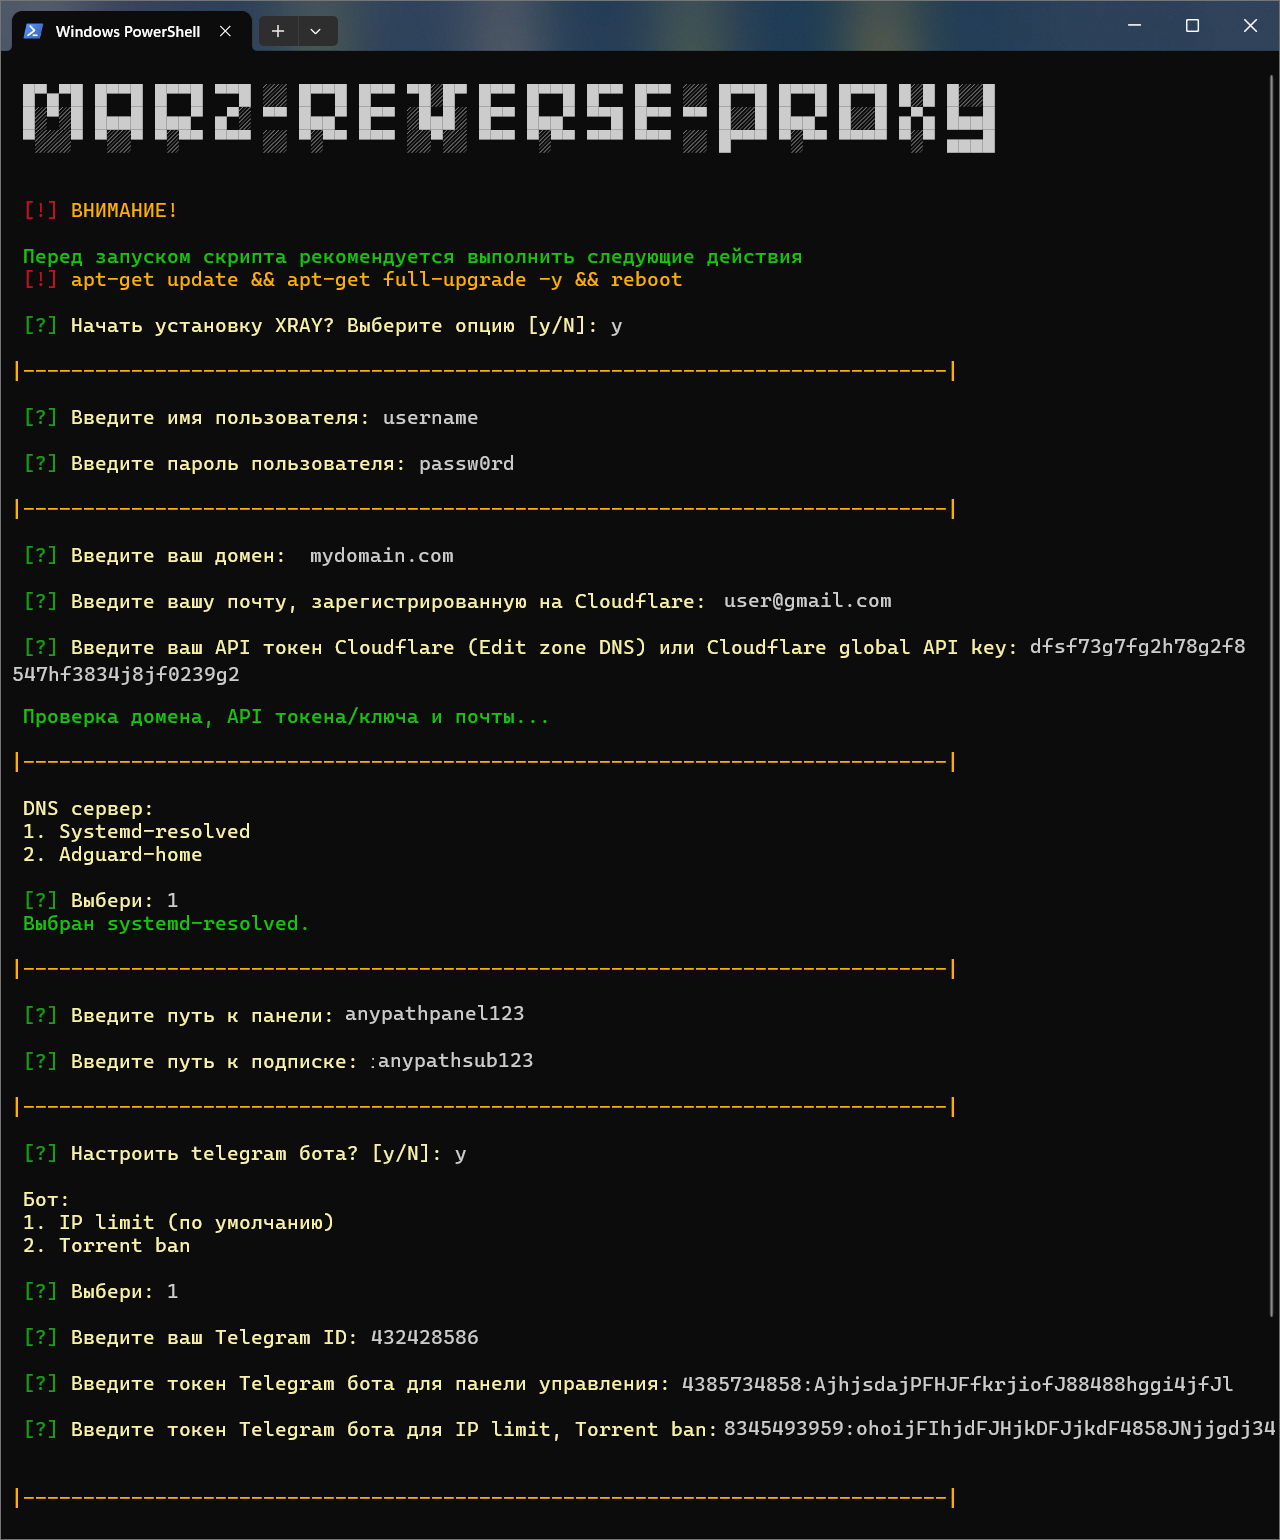 Windows PowerShell
MARZ-REVERSE-PROXY
[!] ВНИМАНИЕ!
Перед запуском скрипта рекомендуется выполнить следующие действия
[!] apt-get update && apt-get full-upgrade -y && reboot
[?] Начать установку XRAY? Выберите опцию [y/N]: y
|-----------------------------------------------------------------------------|
[?] Введите имя пользователя: username
[?] Введите пароль пользователя: passw0rd
|-----------------------------------------------------------------------------|
[?] Введите ваш домен: mydomain.com
[?] Введите вашу почту, зарегистрированную на Cloudflare: user@gmail.com
[?] Введите ваш API токен Cloudflare (Edit zone DNS) или Cloudflare global API key: dfsf73g7fg2h78g2f8
547hf3834j8jf0239g2
Проверка домена, API токена/ключа и почты...
|-----------------------------------------------------------------------------|
DNS сервер:
1. Systemd-resolved
2. Adguard-home
[?] Выбери: 1
Выбран systemd-resolved.
|-----------------------------------------------------------------------------|
[?] Введите путь к панели: anypathpanel123
[?] Введите путь к подписке: :anypathsub123
|-----------------------------------------------------------------------------|
[?] Настроить telegram бота? [y/N]: y
Бот:
1. IP limit (по умолчанию)
2. Torrent ban
[?] Выбери: 1
[?] Введите ваш Telegram ID: 432428586
[?] Введите токен Telegram бота для панели управления: 4385734858:AjhjsdajPFHJFfkrjiofJ88488hggi4jfJl
[?] Введите токен Telegram бота для IP limit, Torrent ban: 8345493959:ohoijFIhjdFJHjkDFJjkdF4858JNjjgdj34
|-----------------------------------------------------------------------------|